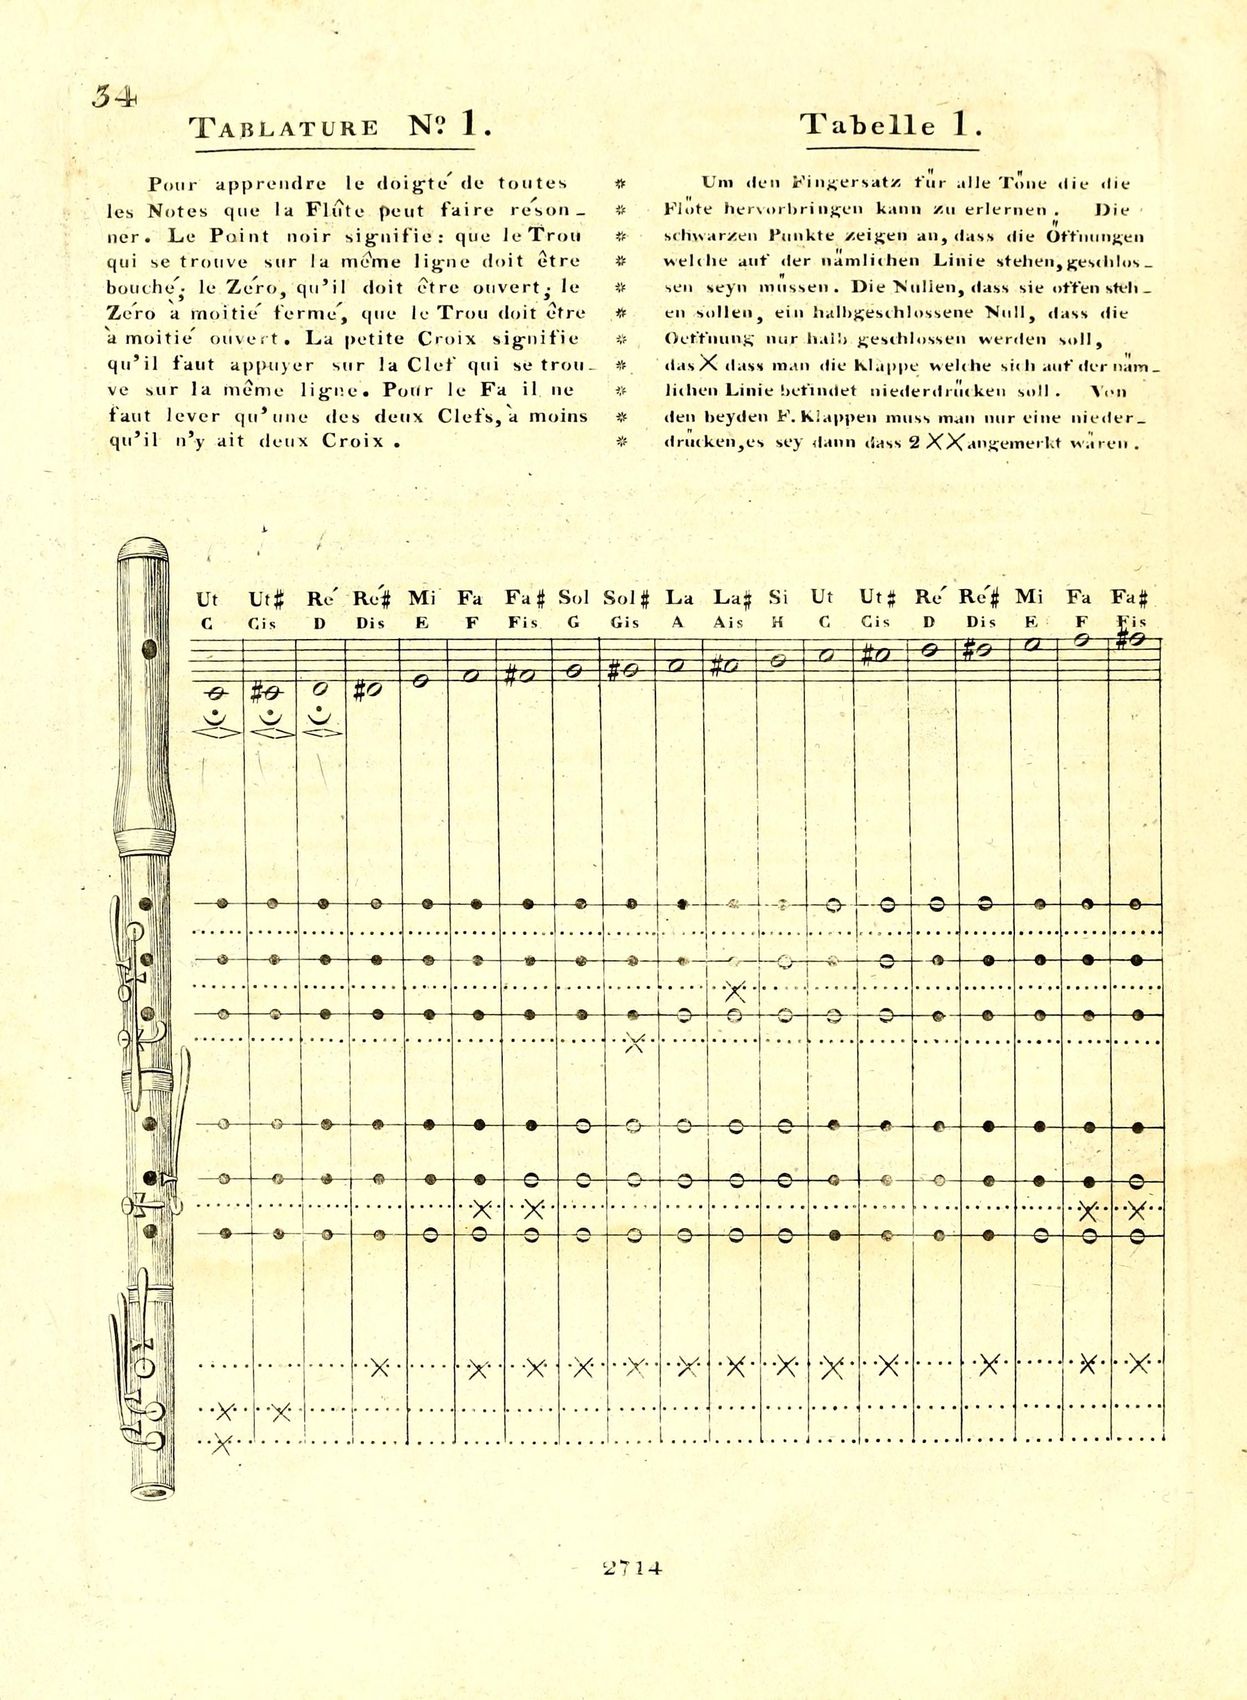 34
TABLATURE Nº 1.
Pour apprendre le doigté de toutes
les Notes que la Flûte peut faire réson-
ner. Le Point noir signifie: que le Trou
qui se trouve sur la même ligne doit être
bouché; le Zéro, qu'il doit être ouvert; le
Zéro à moitié fermé, que le Trou doit être
à moitié ouvert. La petite Croix signifie
qu'il faut appuyer sur la Clef qui se trou-
ve sur la même ligne. Pour le Fa il ne
faut lever qu'une des deux Clefs, à moins
qu'il n'y ait deux Croix.
Tabelle 1.
Um den Fingersatz für alle Töne die die
Flöte hervorbringen kann zu erlernen. Die
schwarzen Punkte zeigen an, dass die Öffnungen
welche auf der nämlichen Linie stehen, geschlos-
sen seyn müssen. Die Nullen, dass sie offen steh-
en sollen, ein halbgeschlossene Null, dass die
Oeffnung nur halb geschlossen werden soll,
das X dass man die Klappe welche sich auf der näm-
lichen Linie befindet niederdrücken soll. Von
den beyden F. Klappen muss man nur eine nieder-
drücken, es sey dann dass 2 XX angemerkt wären.
Ut Ut♯ Ré Ré♯ Mi Fa Fa♯ Sol Sol♯ La La♯ Si Ut Ut♯ Ré Ré♯ Mi Fa Fa♯
C Cis D Dis E F Fis G Gis A Ais H C Cis D Dis E F Fis
2714